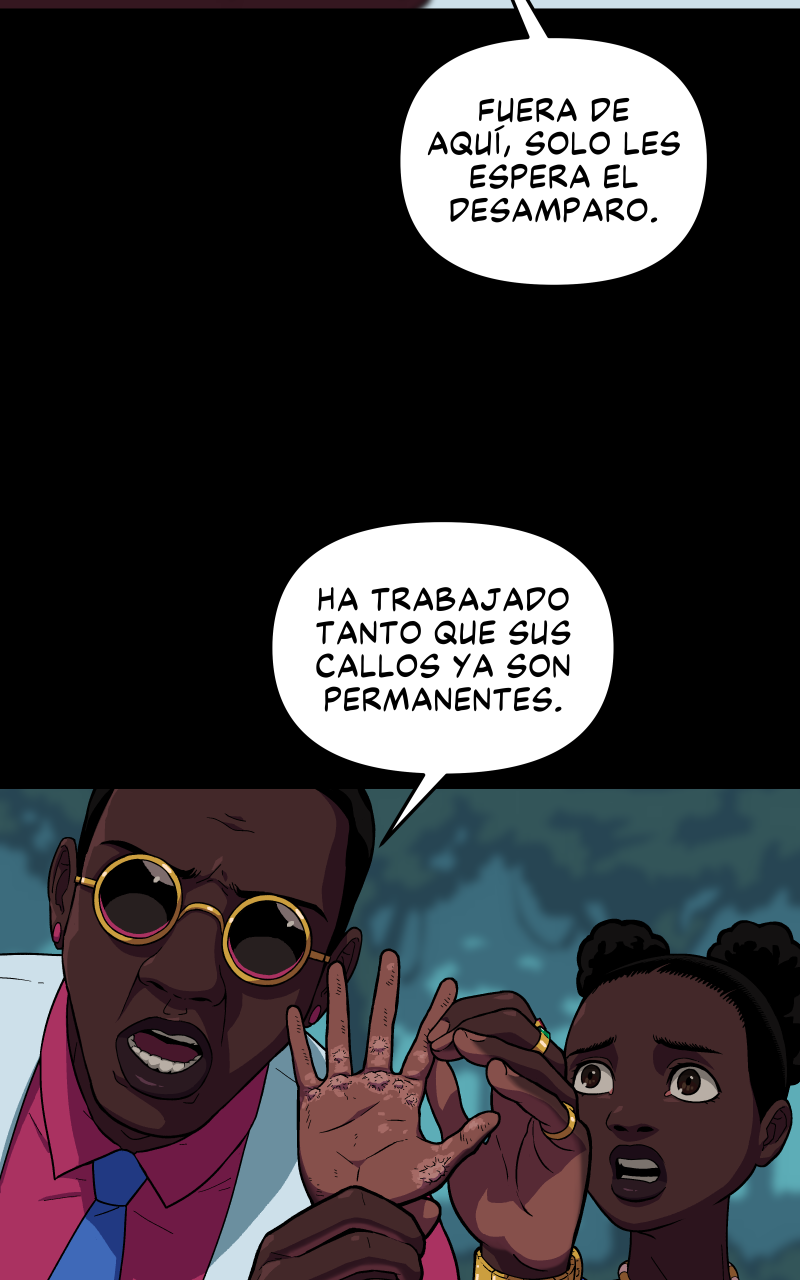 FUERA DE
AQUÍ, SOLO LES
ESPERA EL
DESAMPARO.
HA TRABAJADO
TANTO QUE SUS
CALLOS YA SON
PERMANENTES.